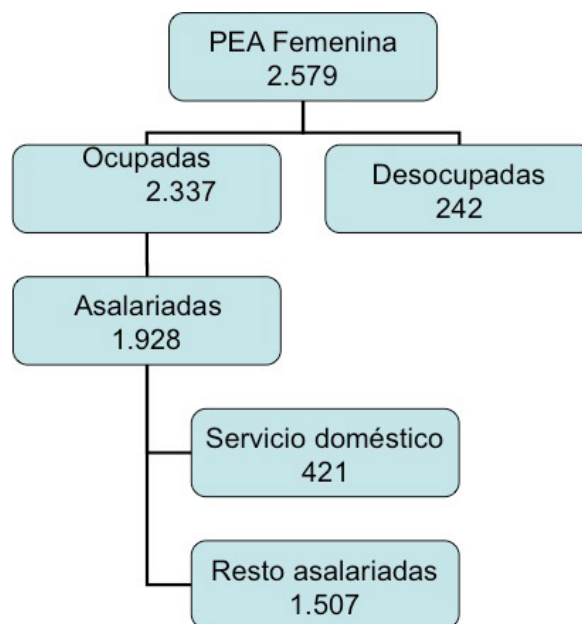 PEA Femenina
2.579
Ocupadas
2.337
Desocupadas
242
Asalariadas
1.928
Servicio doméstico
421
Resto asalariadas
1.507